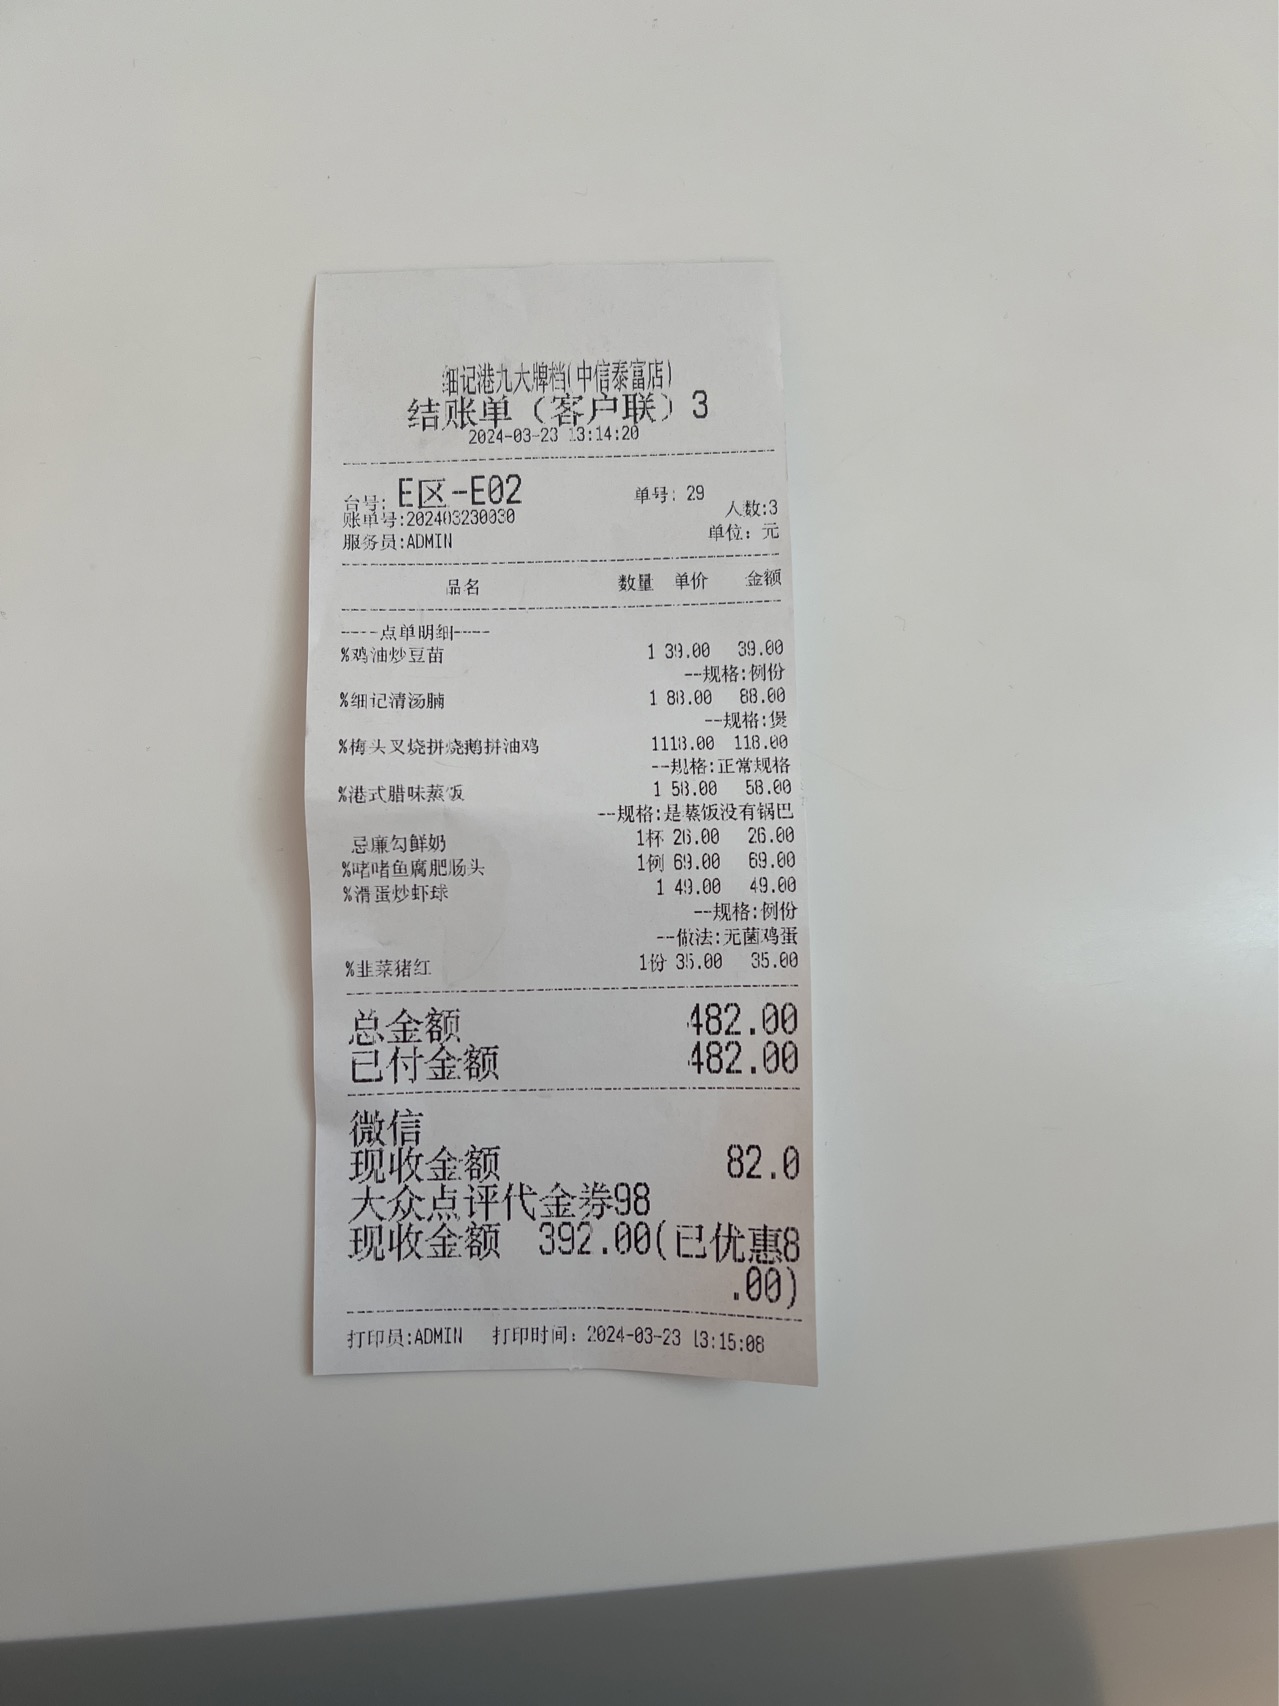 细记港九大牌档(中信泰富店)
结账单（客户联）3
2024-03-23 13:14:20
台号: E区-E02 单号: 29
账单号:202403230030 人数:3
服务员:ADMIN 单位: 元
品名 数量 单价 金额
----点单明细----
%鸡油炒豆苗 1 39.00 39.00
--规格:例份
%细记清汤腩 1 88.00 88.00
--规格:煲
%梅头叉烧拼烧鹅拼油鸡 1118.00 118.00
--规格:正常规格
%港式腊味蒸饭 1 58.00 58.00
--规格:是蒸饭没有锅巴
忌廉勾鲜奶 1杯 26.00 26.00
%啫啫鱼腐肥肠头 1例 69.00 69.00
%滑蛋炒虾球 1 49.00 49.00
--规格:例份
--做法:无菌鸡蛋
%韭菜猪红 1份 35.00 35.00
总金额 482.00
已付金额 482.00
微信
现收金额 82.0
大众点评代金券98
现收金额 392.00(已优惠8
.00)
打印员:ADMIN 打印时间: 2024-03-23 13:15:08